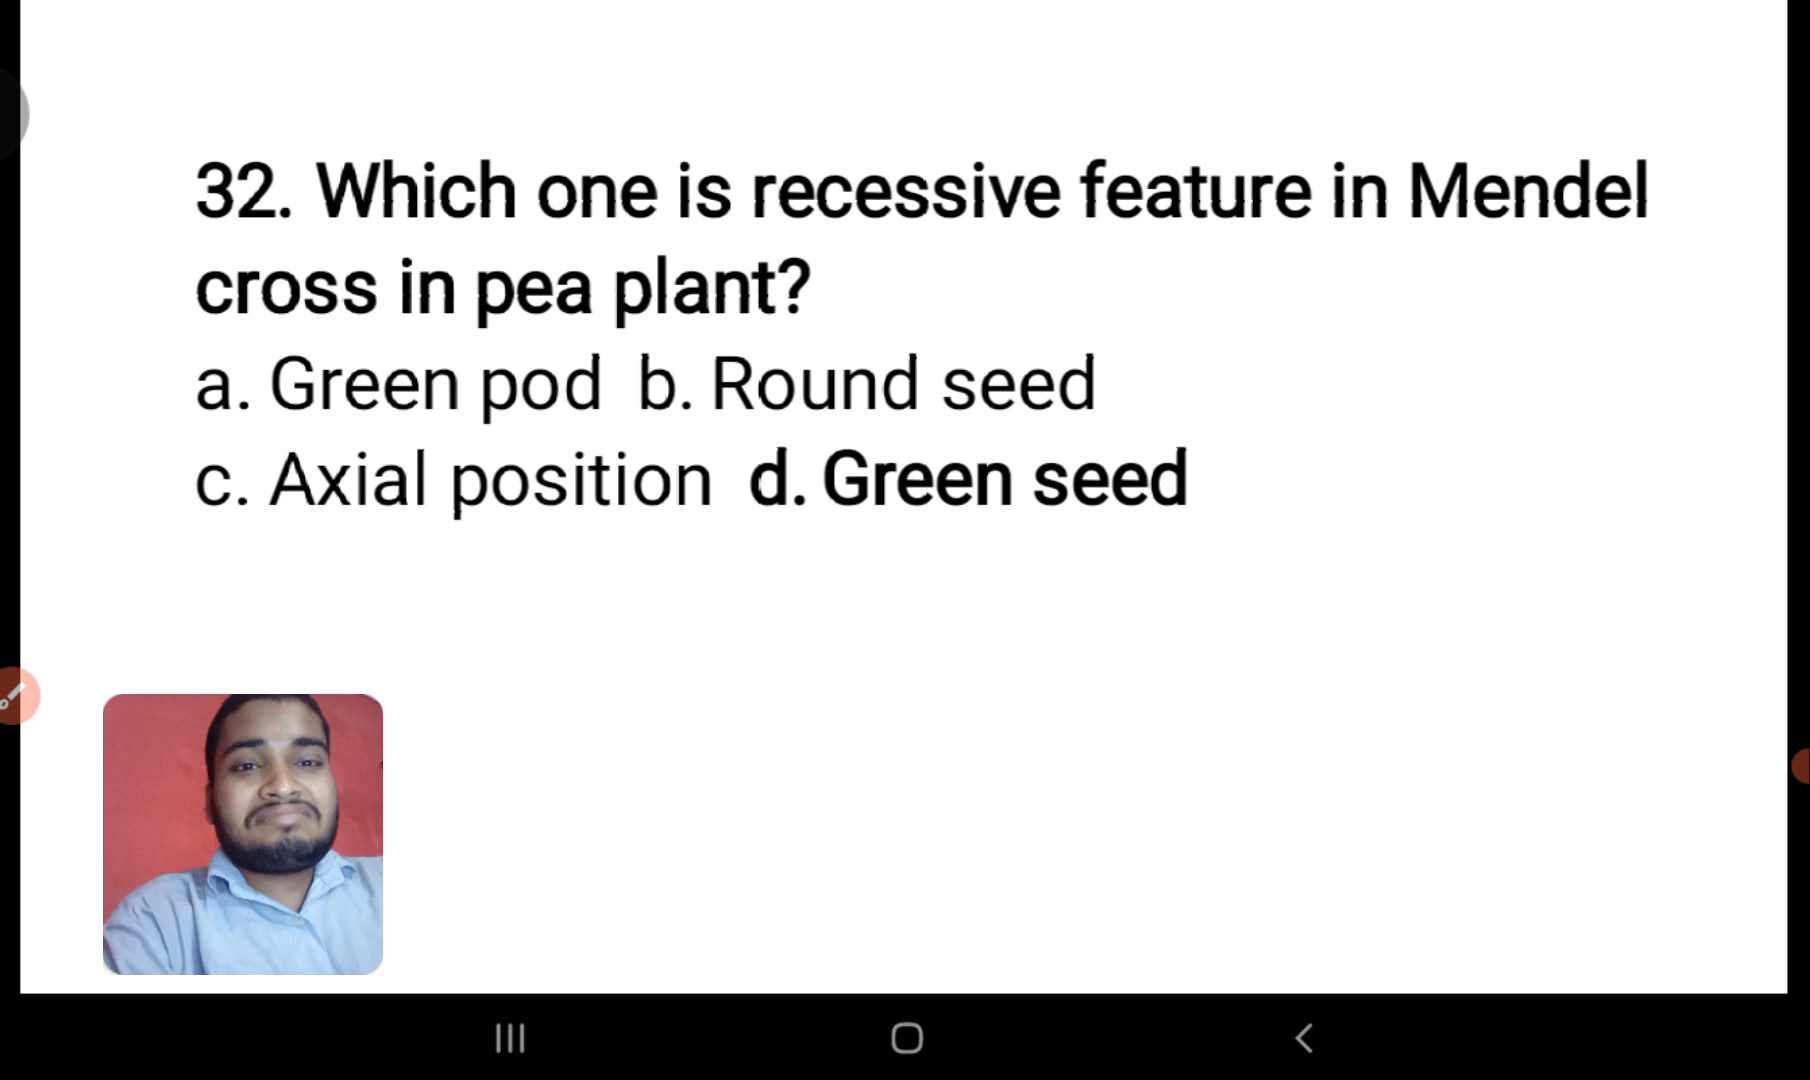 32. Which one is recessive feature in Mendel
cross in pea plant?
a. Green pod b. Round seed
c. Axial position d. Green seed